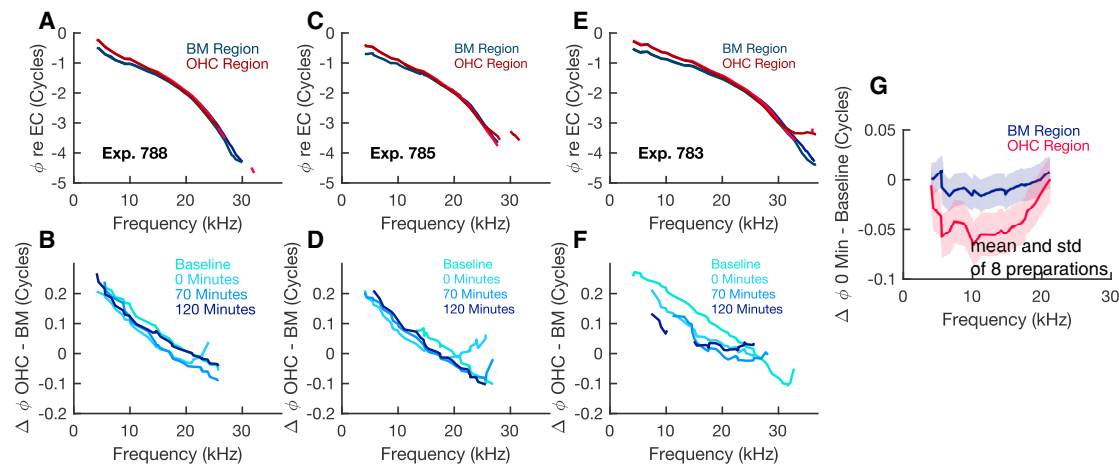 A
0
-1
-2
-3
-4
-5
ϕ re EC (Cycles)
BM Region
OHC Region
Exp. 788
0 10 20 30
Frequency (kHz)
C
0
-1
-2
-3
-4
-5
ϕ re EC (Cycles)
BM Region
OHC Region
Exp. 785
0 10 20 30
Frequency (kHz)
E
0
-1
-2
-3
-4
-5
ϕ re EC (Cycles)
BM Region
OHC Region
Exp. 783
0 10 20 30
Frequency (kHz)
G
0.05
0
-0.05
-0.1
Δ ϕ 0 Min - Baseline (Cycles)
BM Region
OHC Region
mean and std
of 8 preparations
0 10 20 30
Frequency (kHz)
B
0.2
0.1
0
-0.1
-0.2
Δ ϕ OHC - BM (Cycles)
Baseline
0 Minutes
70 Minutes
120 Minutes
0 10 20 30
Frequency (kHz)
D
0.2
0.1
0
-0.1
-0.2
Δ ϕ OHC - BM (Cycles)
Baseline
0 Minutes
70 Minutes
120 Minutes
0 10 20 30
Frequency (kHz)
F
0.2
0.1
0
-0.1
-0.2
Δ ϕ OHC - BM (Cycles)
Baseline
0 Minutes
70 Minutes
120 Minutes
0 10 20 30
Frequency (kHz)